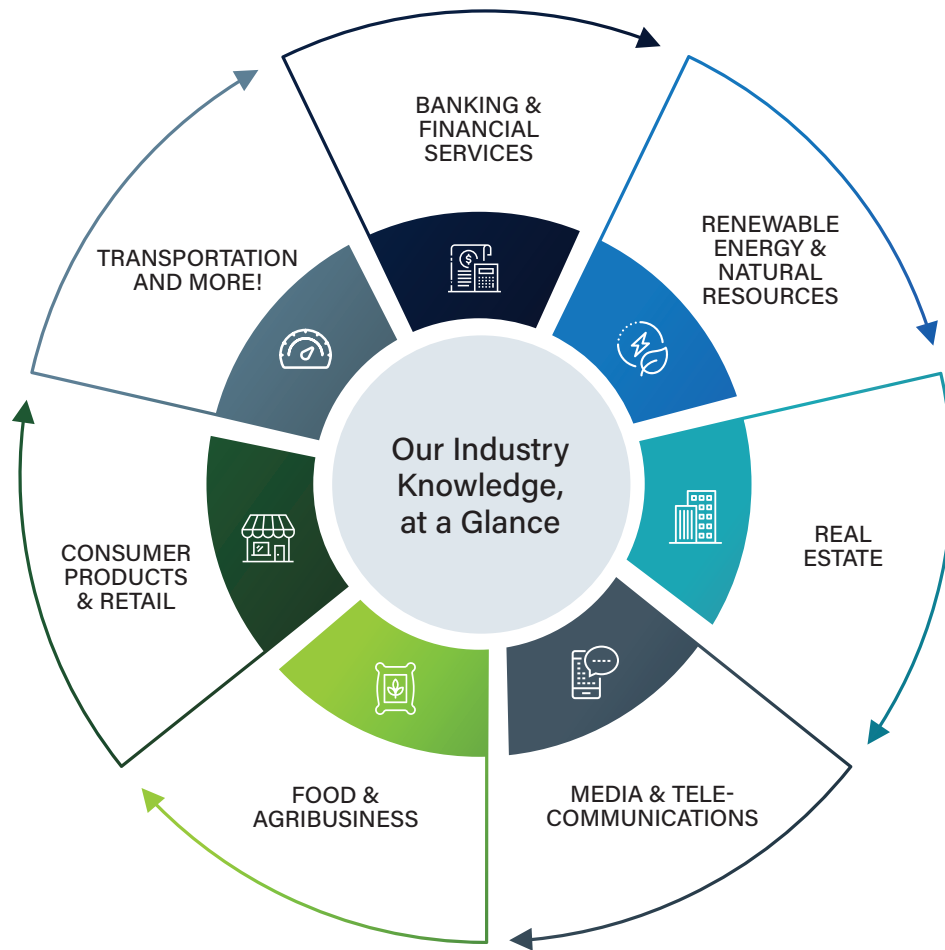 BANKING &
FINANCIAL
SERVICES
RENEWABLE
ENERGY &
NATURAL
RESOURCES
REAL
ESTATE
MEDIA & TELE-
COMMUNICATIONS
FOOD &
AGRIBUSINESS
CONSUMER
PRODUCTS
& RETAIL
TRANSPORTATION
AND MORE!
Our Industry
Knowledge,
at a Glance